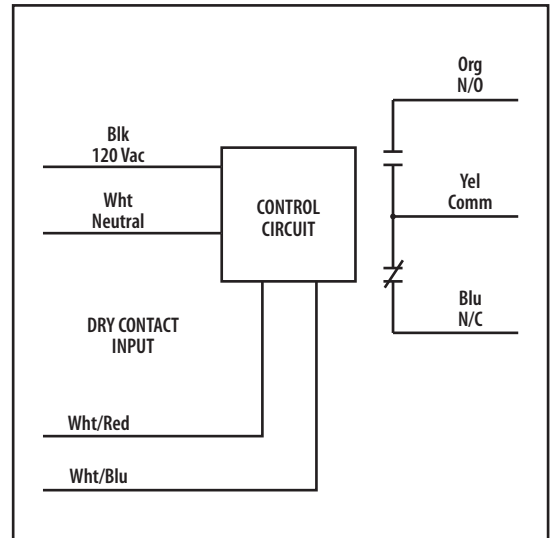 Org
N/O
Blk
120 Vac
Yel
Comm
Wht
Neutral
CONTROL
CIRCUIT
Blu
N/C
DRY CONTACT
INPUT
Wht/Red
Wht/Blu